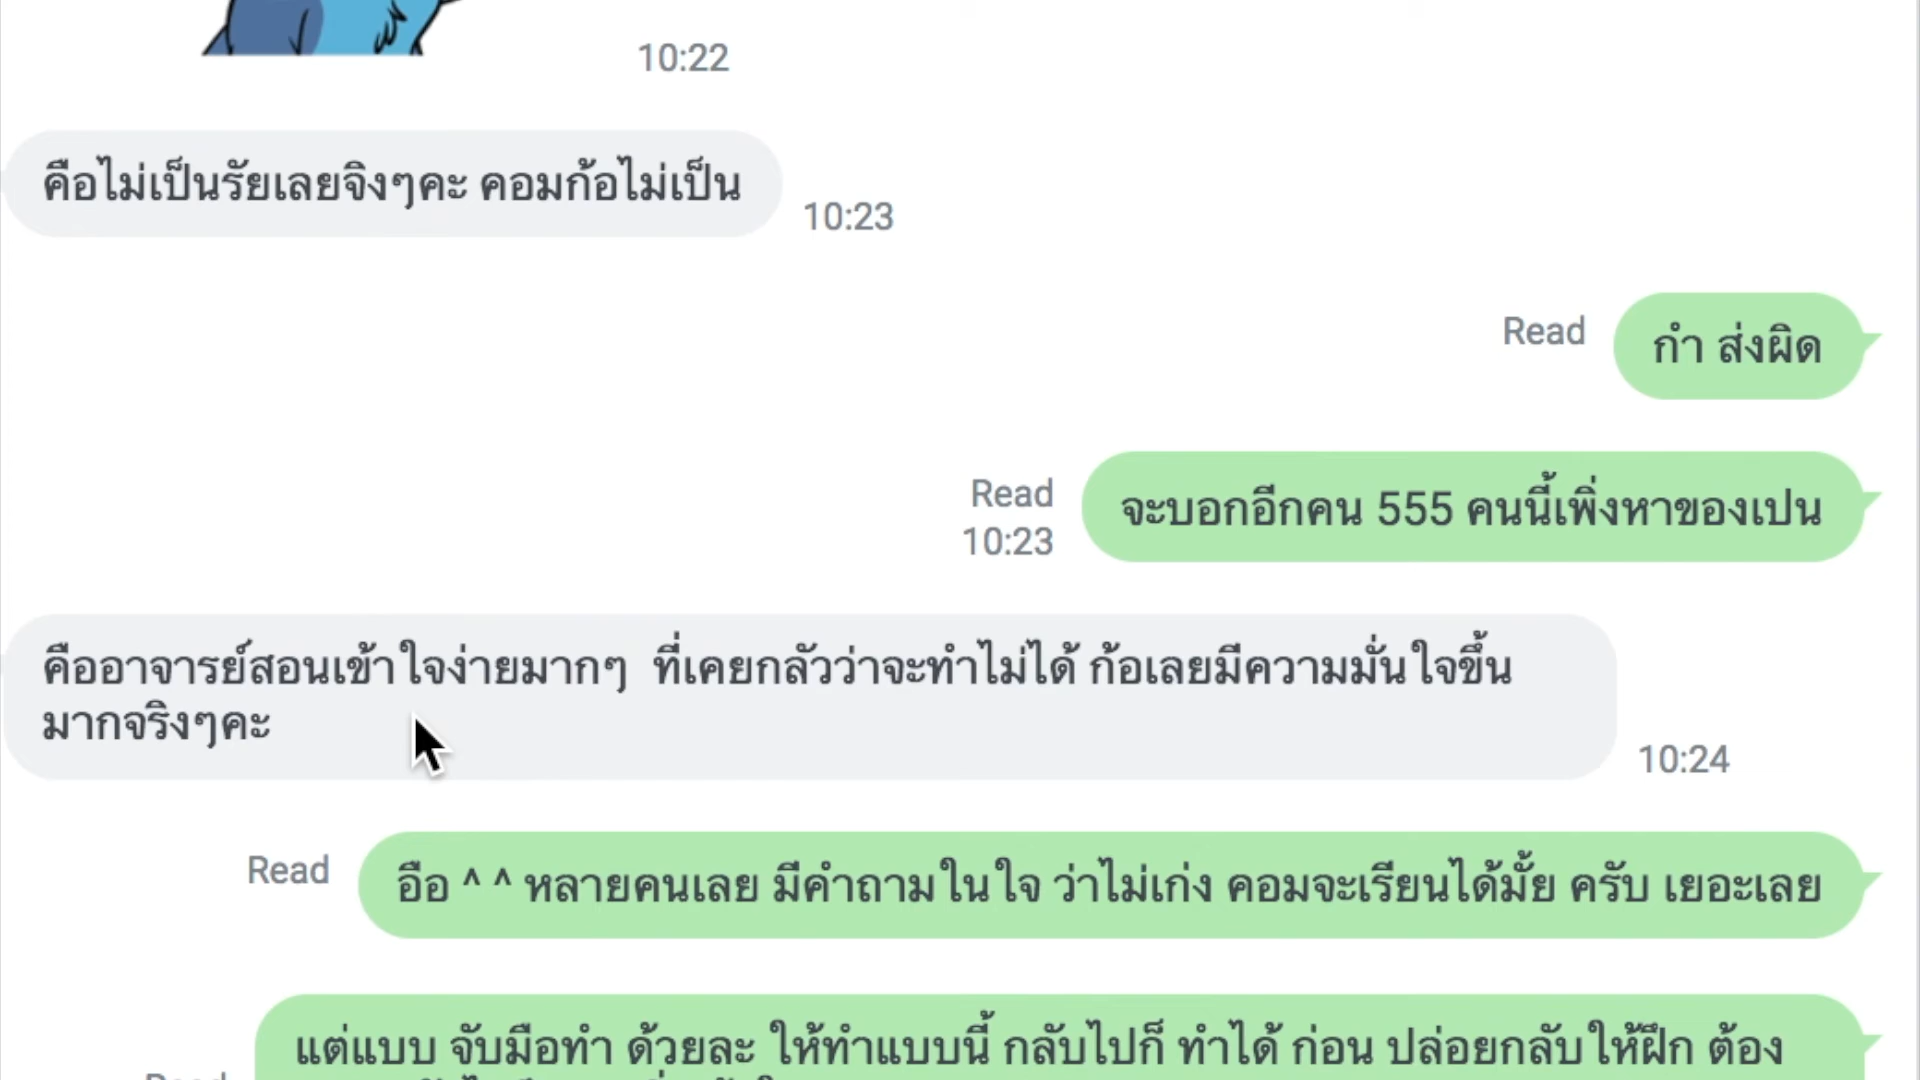 10:22
คือไม่เป็นรัยเลยจิงๆคะ คอมก้อไม่เป็น
10:23
Read
กำ ส่งผิด
Read
10:23
จะบอกอีกคน 555 คนนี้เพิ่งหาของเปน
คืออาจารย์สอนเข้าใจง่ายมากๆ  ที่เคยกลัวว่าจะทำไม่ได้ ก้อเลยมีความมั่นใจขึ้น
มากจริงๆคะ
10:24
Read
อือ ^ ^ หลายคนเลย มีคำถามในใจ ว่าไม่เก่ง คอมจะเรียนได้มั้ย ครับ เยอะเลย
แต่แบบ จับมือทำ ด้วยละ ให้ทำแบบนี้ กลับไปก็ ทำได้ ก่อน ปล่อยกลับให้ฝึก ต้อง
Read